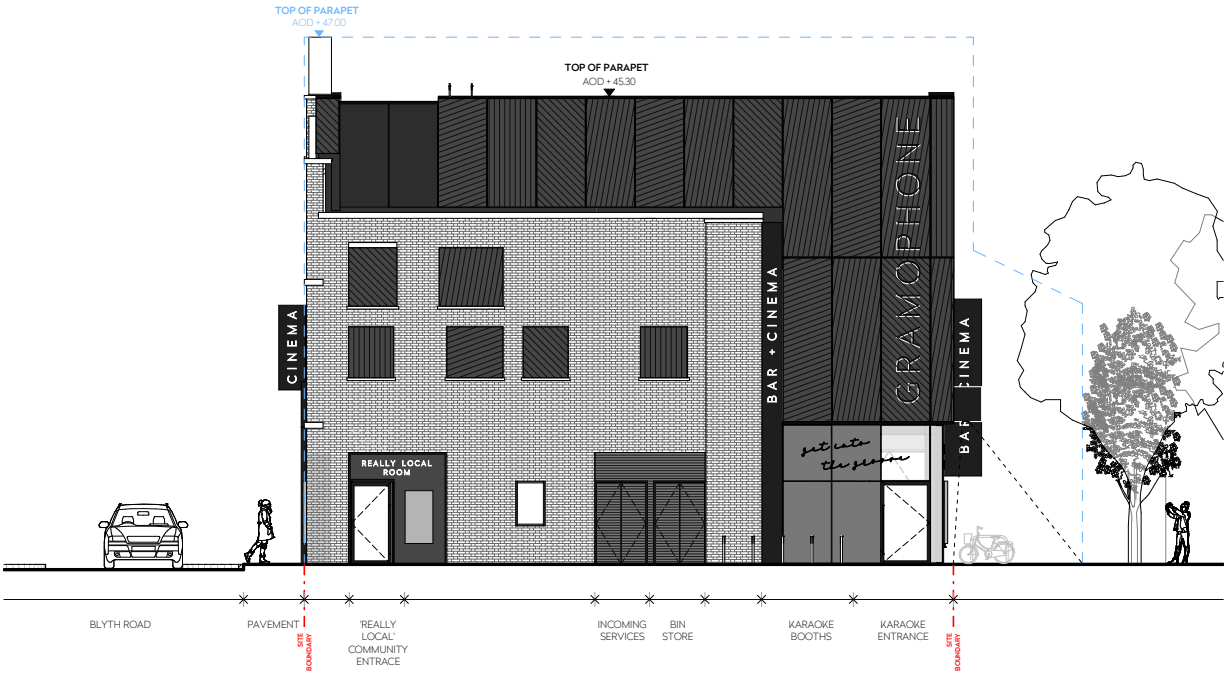 TOP OF PARAPET
AOD + 47.00
TOP OF PARAPET
AOD + 45.30
GRAMOPHONE
CINEMA
BAR + CINEMA
CINEMA
BAR
get into
the groove
REALLY LOCAL
ROOM
BLYTH ROAD
PAVEMENT
SITE
BOUNDARY
'REALLY
LOCAL'
COMMUNITY
ENTRACE
INCOMING
SERVICES
BIN
STORE
KARAOKE
BOOTHS
KARAOKE
ENTRANCE
SITE
BOUNDARY